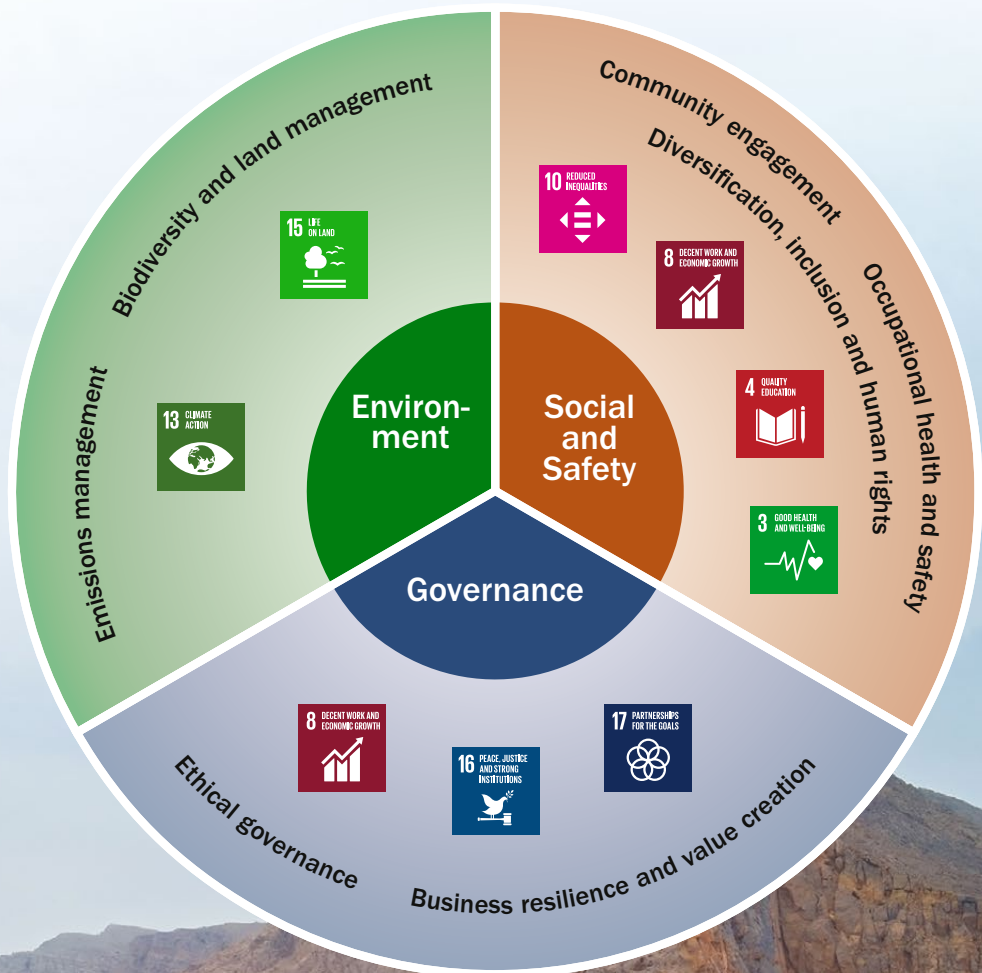 Environ-
ment
Biodiversity and land management
15 LIFE
ON LAND
Emissions management
13 CLIMATE
ACTION
Social
and
Safety
Community engagement
Diversification, inclusion and human rights
Occupational health and safety
10 REDUCED
INEQUALITIES
8 DECENT WORK AND
ECONOMIC GROWTH
4 QUALITY
EDUCATION
3 GOOD HEALTH
AND WELL-BEING
Governance
8 DECENT WORK AND
ECONOMIC GROWTH
16 PEACE, JUSTICE
AND STRONG
INSTITUTIONS
17 PARTNERSHIPS
FOR THE GOALS
Ethical governance
Business resilience and value creation